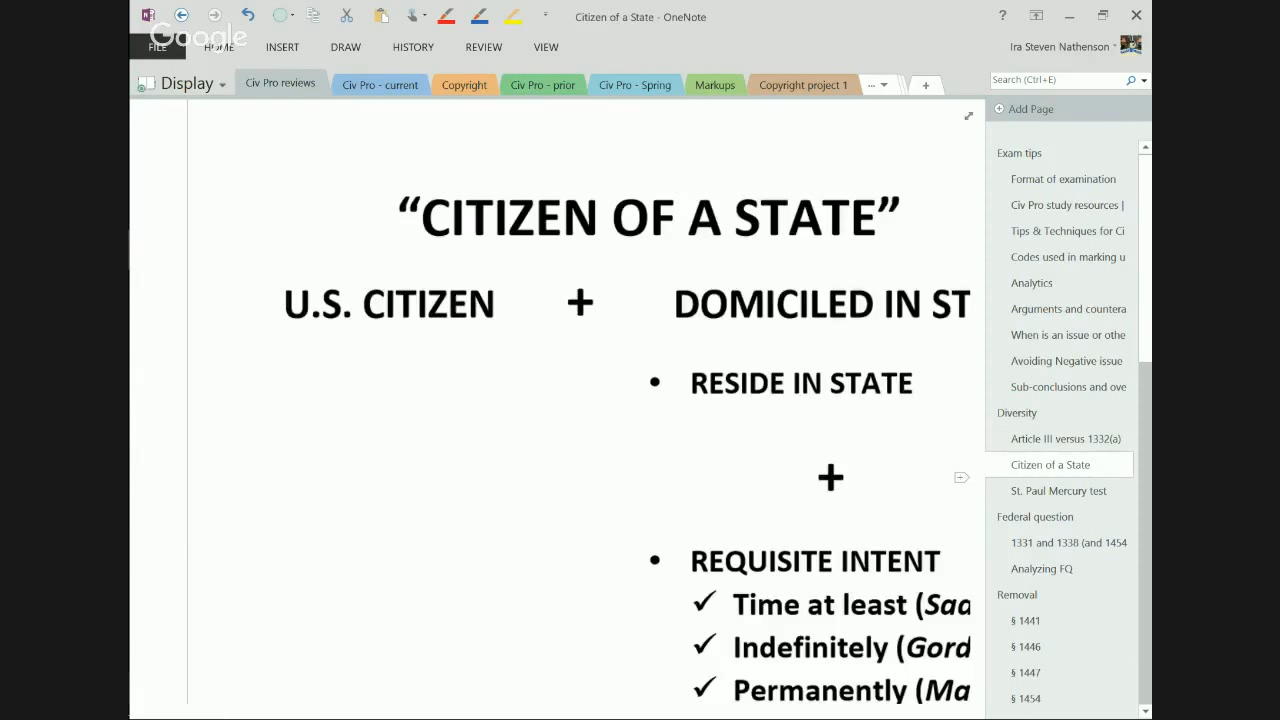 Citizen of a State - OneNote
?
Google
FILE HOME INSERT DRAW HISTORY REVIEW VIEW
Ira Steven Nathenson
Display Civ Pro reviews Civ Pro - current Copyright Civ Pro - prior Civ Pro - Spring Markups Copyright project 1 ... +
Search (Ctrl+E)
Add Page
“CITIZEN OF A STATE”
U.S. CITIZEN + DOMICILED IN ST
• RESIDE IN STATE
+
• REQUISITE INTENT
✓ Time at least (Saa
✓ Indefinitely (Gord
✓ Permanently (Ma
Exam tips
Format of examination
Civ Pro study resources |
Tips & Techniques for Ci
Codes used in marking u
Analytics
Arguments and countera
When is an issue or othe
Avoiding Negative issue
Sub-conclusions and ove
Diversity
Article III versus 1332(a)
Citizen of a State
St. Paul Mercury test
Federal question
1331 and 1338 (and 1454
Analyzing FQ
Removal
§ 1441
§ 1446
§ 1447
§ 1454